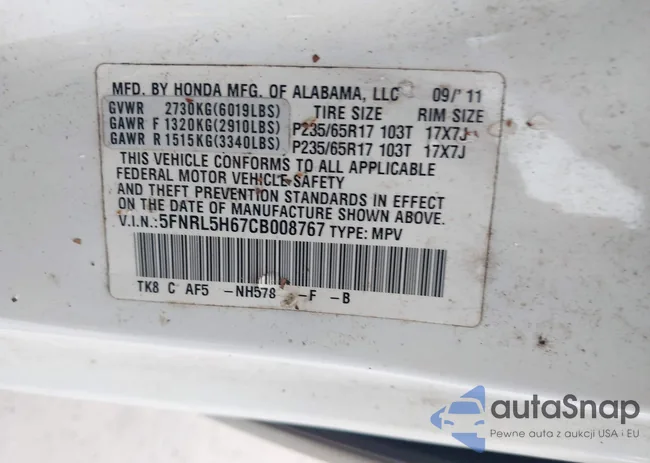 MFD. BY HONDA MFG. OF ALABAMA, LLC 09/'11
GVWR 2730KG(6019LBS) TIRE SIZE RIM SIZE
GAWR F 1320KG(2910LBS) P235/65R17 103T 17X7J
GAWR R 1515KG(3340LBS) P235/65R17 103T 17X7J
THIS VEHICLE CONFORMS TO ALL APPLICABLE
FEDERAL MOTOR VEHICLE SAFETY
AND THEFT PREVENTION STANDARDS IN EFFECT
ON THE DATE OF MANUFACTURE SHOWN ABOVE.
V.I.N.:5FNRL5H67CB008767 TYPE: MPV
TK8 C AF5 -NH578 -F -B
autaSnap
Pewne auta z aukcji USA i EU